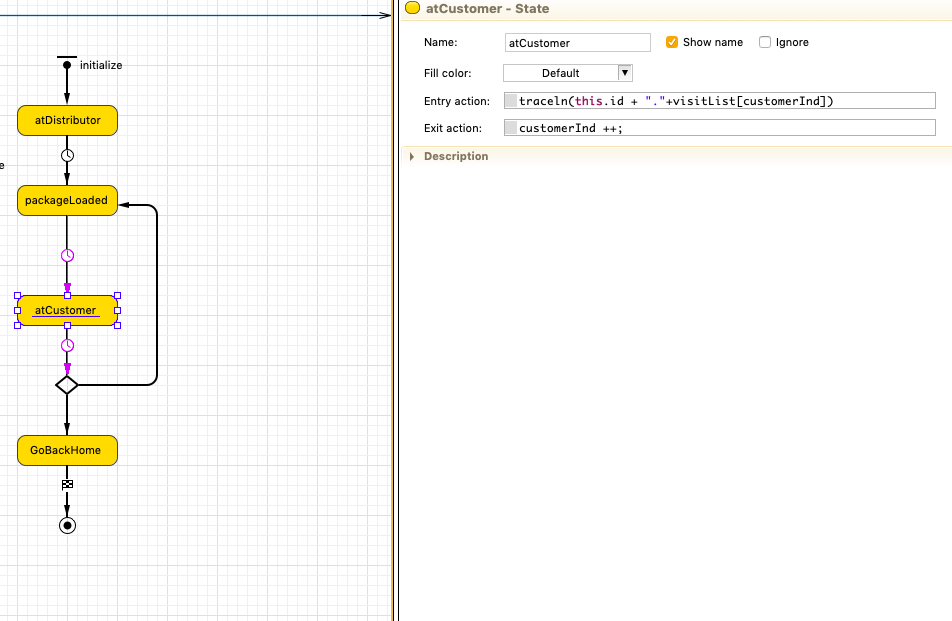 initialize
atDistributor
e
packageLoaded
atCustomer
GoBackHome
atCustomer - State
Name: atCustomer Show name Ignore
Fill color: Default
Entry action: traceln(this.id + "."+visitList[customerInd])
Exit action: customerInd ++;
Description